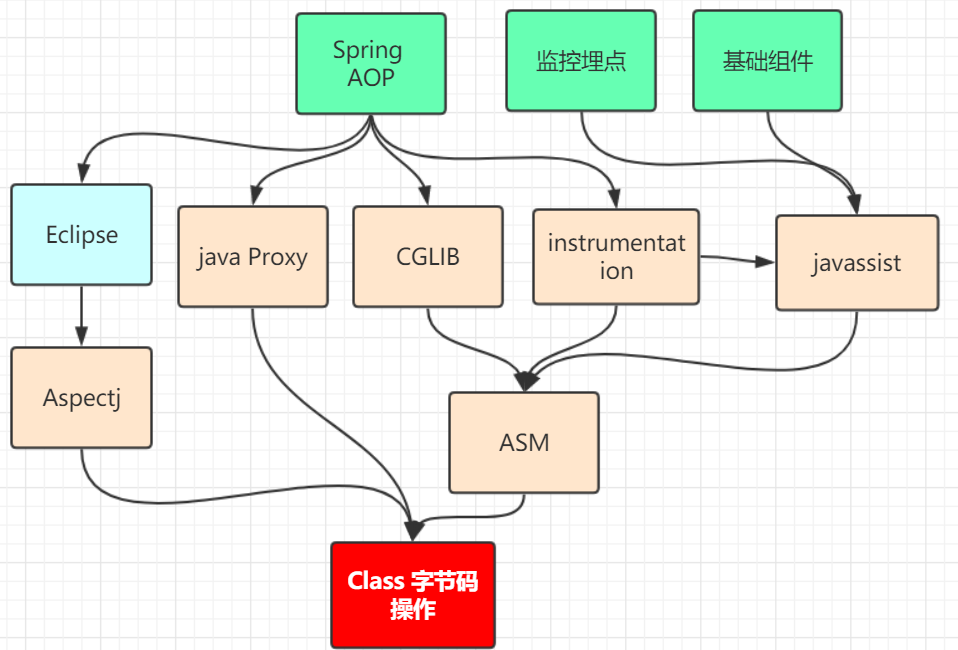 Spring
AOP
监控埋点
基础组件
Eclipse
java Proxy
CGLIB
instrumentat
ion
javassist
Aspectj
ASM
Class 字节码
操作